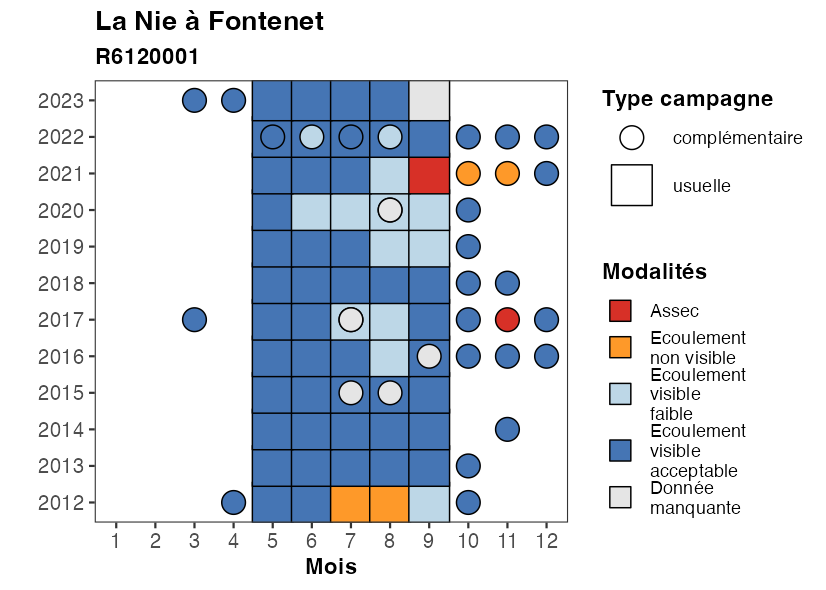 La Nie à Fontenet
R6120001
2023
2022
2021
2020
2019
2018
2017
2016
2015
2014
2013
2012
1 2 3 4 5 6 7 8 9 10 11 12
Mois
Type campagne
complémentaire
usuelle
Modalités
Assec
Ecoulement
non visible
Ecoulement
visible
faible
Ecoulement
visible
acceptable
Donnée
manquante